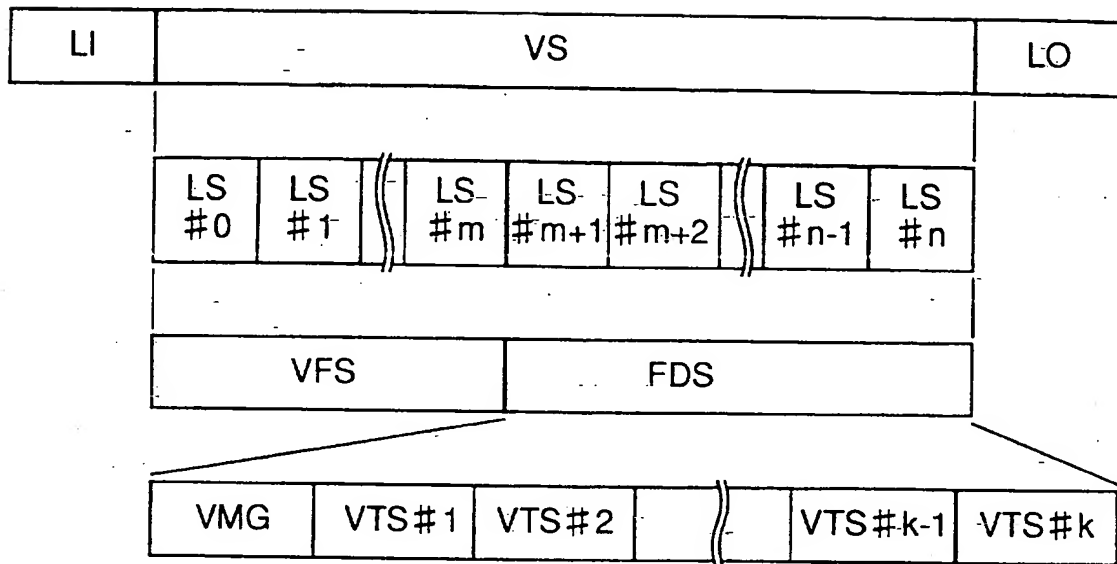 LI VS LO
LS LS LS LS LS LS LS
#0 #1 #m #m+1 #m+2 #n-1 #n
VFS FDS
VMG VTS#1 VTS#2 VTS#k-1 VTS#k